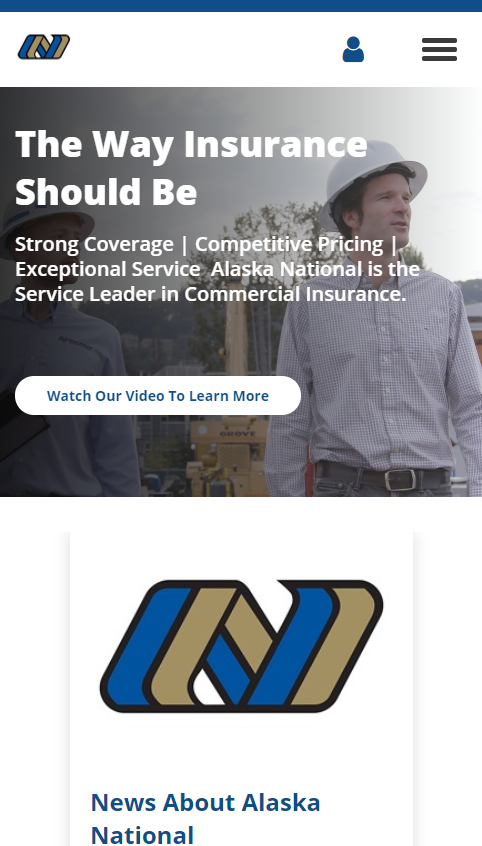 The Way Insurance
Should Be
Strong Coverage | Competitive Pricing |
Exceptional Service  Alaska National is the
Service Leader in Commercial Insurance.
GROVE
Watch Our Video To Learn More
News About Alaska
National